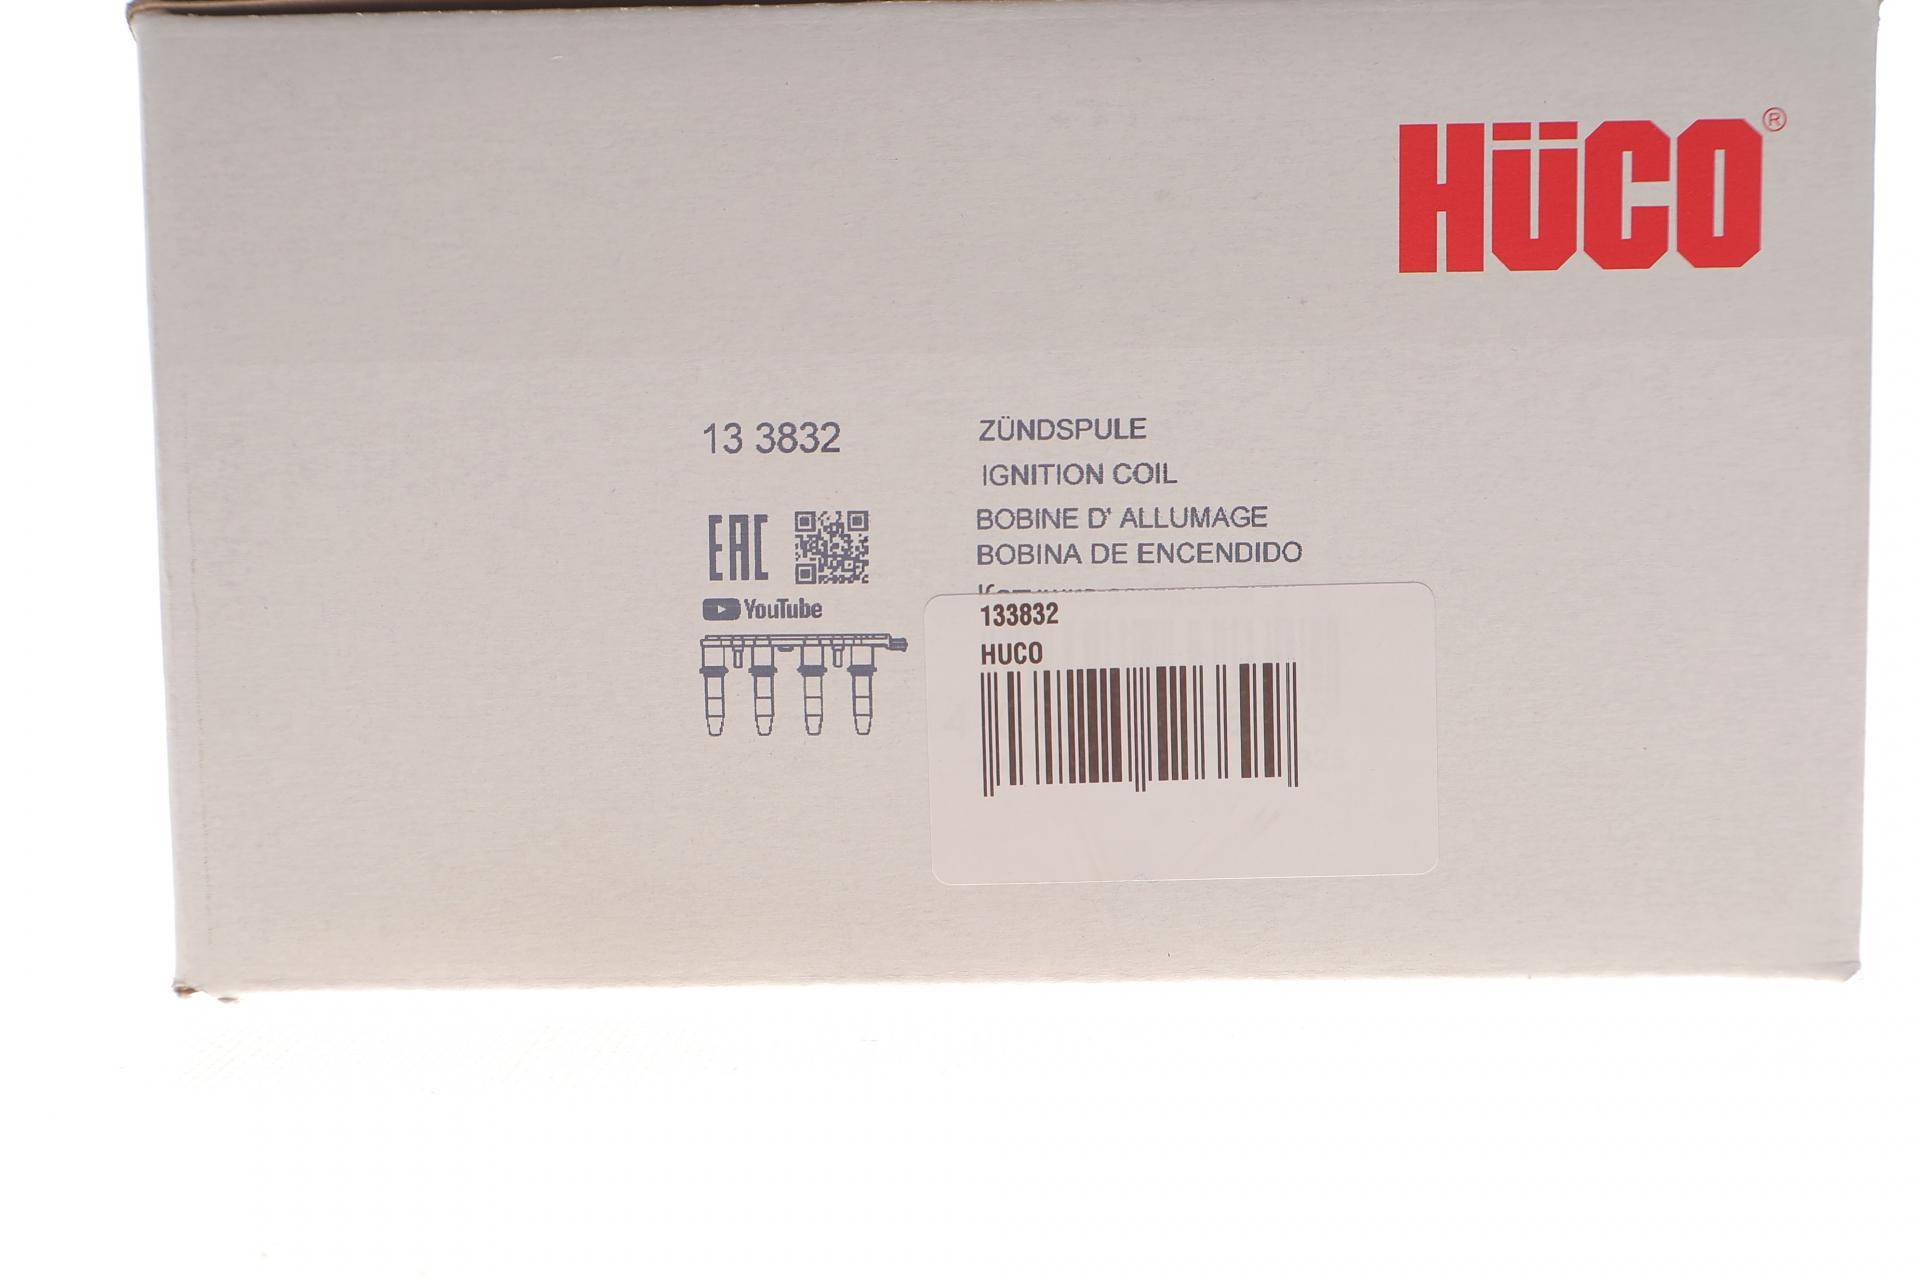 HÜCO®
13 3832
ZÜNDSPULE
IGNITION COIL
BOBINE D' ALLUMAGE
BOBINA DE ENCENDIDO
EAC
YouTube
133832
HUCO